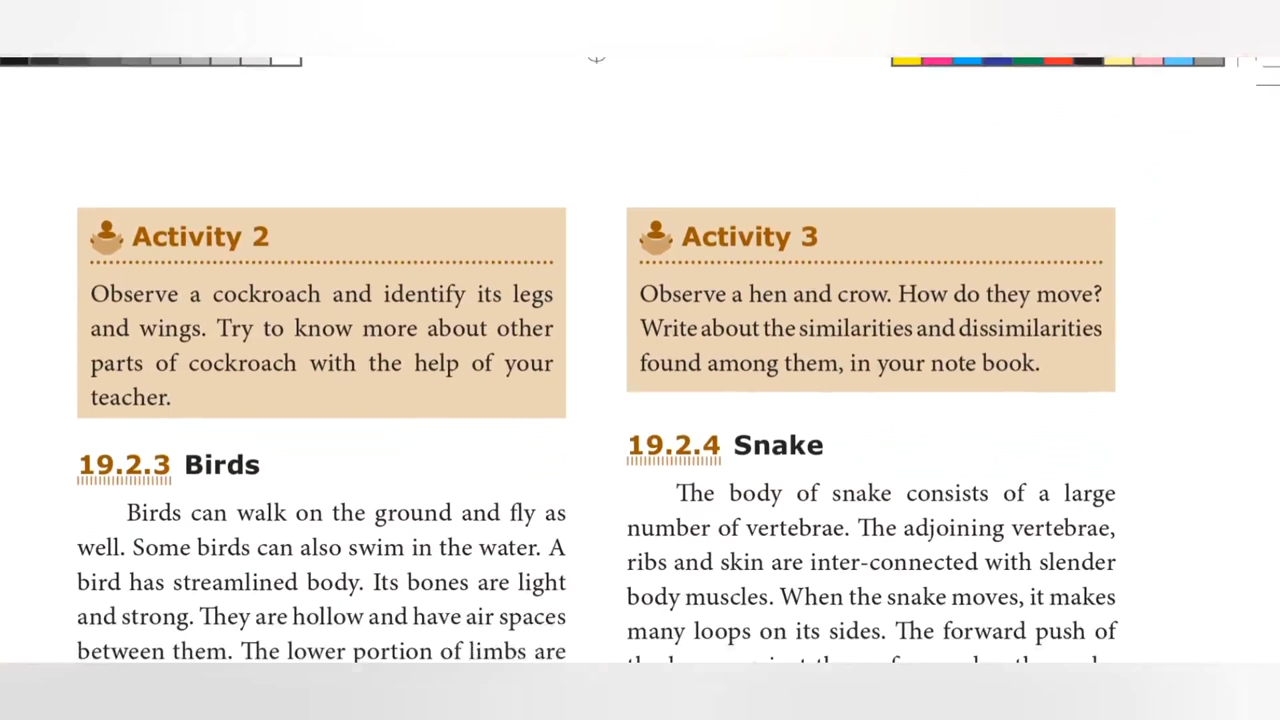 Activity 2
Observe a cockroach and identify its legs
and wings. Try to know more about other
parts of cockroach with the help of your
teacher.
19.2.3 Birds
Birds can walk on the ground and fly as
well. Some birds can also swim in the water. A
bird has streamlined body. Its bones are light
and strong. They are hollow and have air spaces
between them. The lower portion of limbs are
Activity 3
Observe a hen and crow. How do they move?
Write about the similarities and dissimilarities
found among them, in your note book.
19.2.4 Snake
The body of snake consists of a large
number of vertebrae. The adjoining vertebrae,
ribs and skin are inter-connected with slender
body muscles. When the snake moves, it makes
many loops on its sides. The forward push of